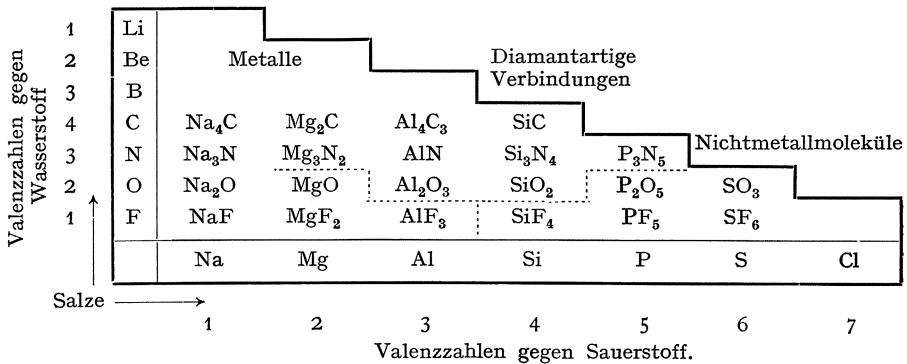 1 Li
2 Be Metalle Diamantartige Verbindungen
3 B
4 C Na₄C Mg₂C Al₄C₃ SiC
3 N Na₃N Mg₃N₂ AlN Si₃N₄ P₃N₅ Nichtmetallmoleküle
2 O Na₂O MgO Al₂O₃ SiO₂ P₂O₅ SO₃
1 F NaF MgF₂ AlF₃ SiF₄ PF₅ SF₆
Na Mg Al Si P S Cl
Valenzzahlen gegen
Wasserstoff
Salze
1 2 3 4 5 6 7
Valenzzahlen gegen Sauerstoff.